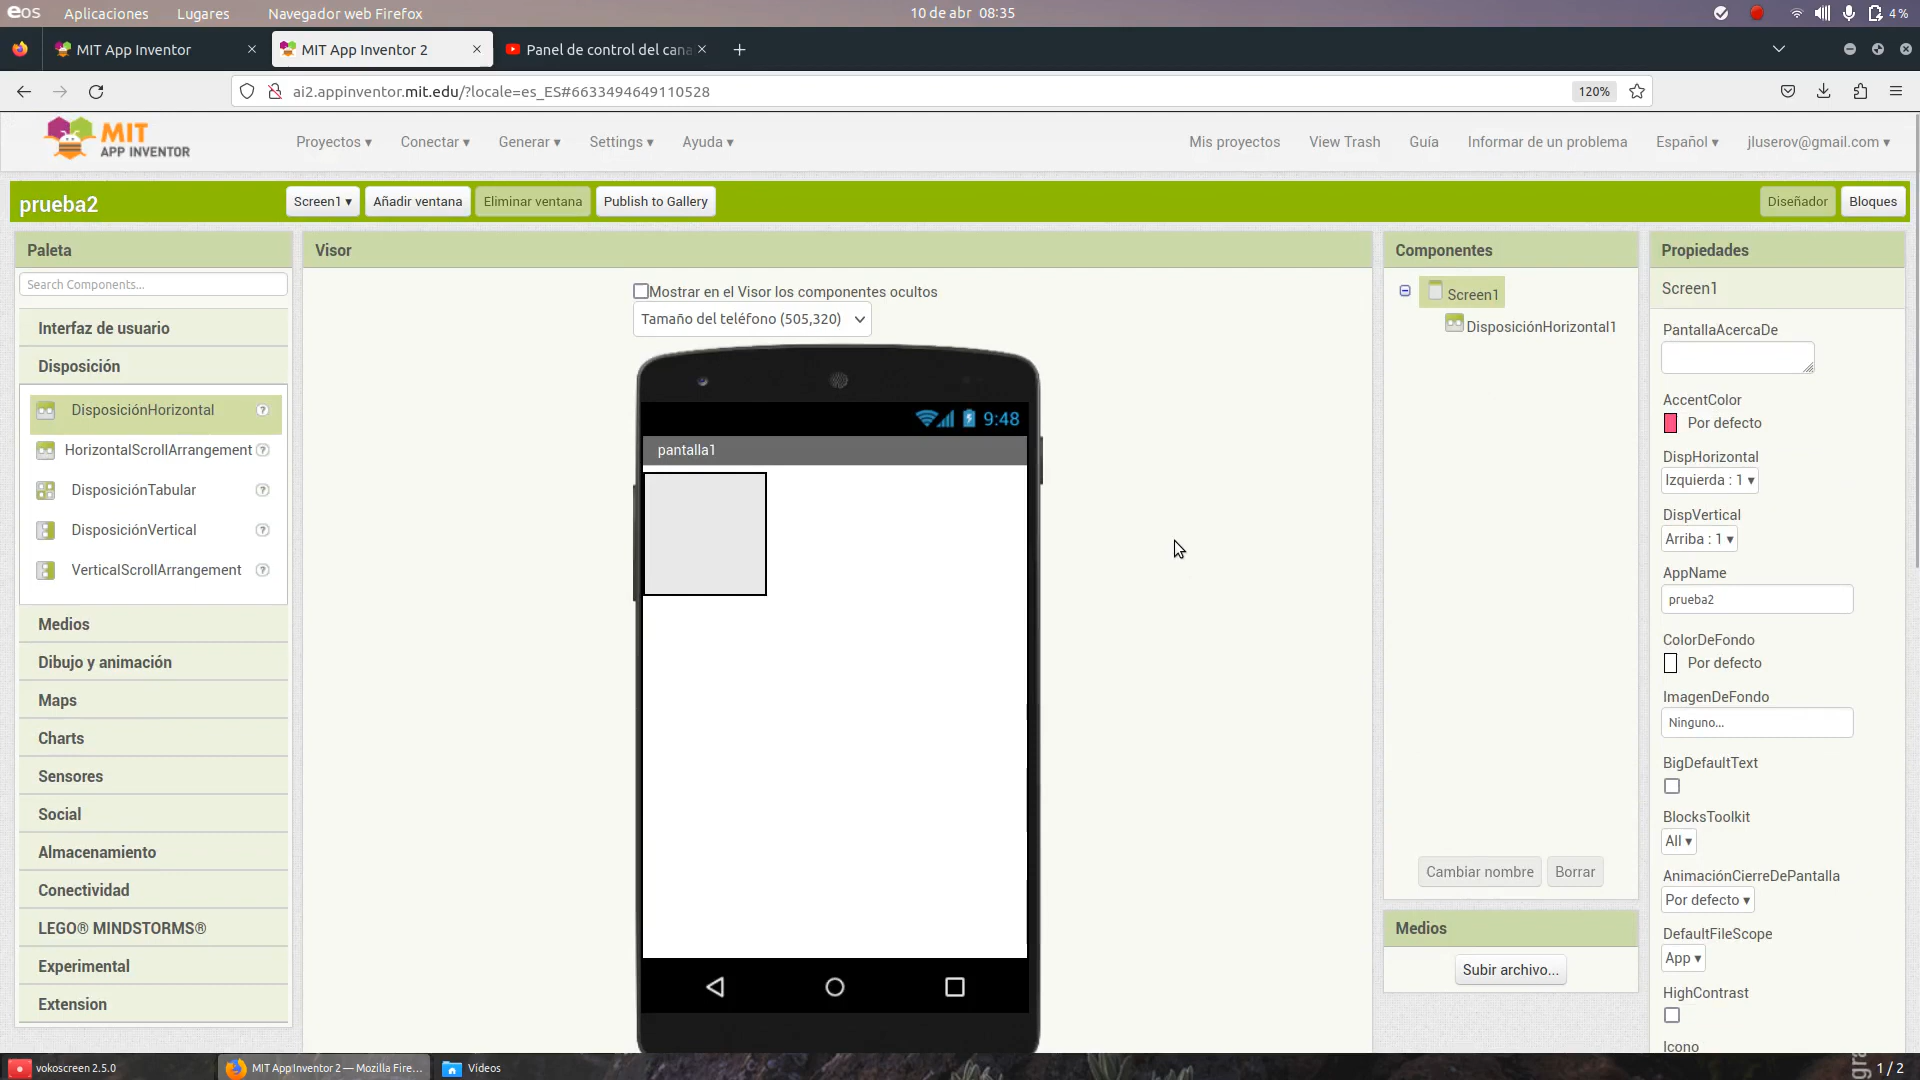 eos Aplicaciones Lugares Navegador web Firefox 10 de abr 08:35 4%
MIT App Inventor
MIT App Inventor 2
Panel de control del cana
ai2.appinventor.mit.edu/?locale=es_ES#6633494649110528 120%
MIT
APP INVENTOR
Proyectos ▾ Conectar ▾ Generar ▾ Settings ▾ Ayuda ▾ Mis proyectos View Trash Guía Informar de un problema Español ▾ jluserov@gmail.com ▾
prueba2 Screen1 ▾ Añadir ventana Eliminar ventana Publish to Gallery Diseñador Bloques
Paleta
Search Components...
Interfaz de usuario
Disposición
DisposiciónHorizontal ?
HorizontalScrollArrangement ?
DisposiciónTabular ?
DisposiciónVertical ?
VerticalScrollArrangement ?
Medios
Dibujo y animación
Maps
Charts
Sensores
Social
Almacenamiento
Conectividad
LEGO® MINDSTORMS®
Experimental
Extension
Visor
Mostrar en el Visor los componentes ocultos
Tamaño del teléfono (505,320)
9:48
pantalla1
Componentes
Screen1
DisposiciónHorizontal1
Cambiar nombre Borrar
Medios
Subir archivo...
Propiedades
Screen1
PantallaAcercaDe
AccentColor
Por defecto
DispHorizontal
Izquierda : 1 ▾
DispVertical
Arriba : 1 ▾
AppName
prueba2
ColorDeFondo
Por defecto
ImagenDeFondo
Ninguno...
BigDefaultText
BlocksToolkit
All ▾
AnimaciónCierreDePantalla
Por defecto ▾
DefaultFileScope
App ▾
HighContrast
Icono
vokoscreen 2.5.0 MIT App Inventor 2 — Mozilla Fire... Vídeos 1 / 2